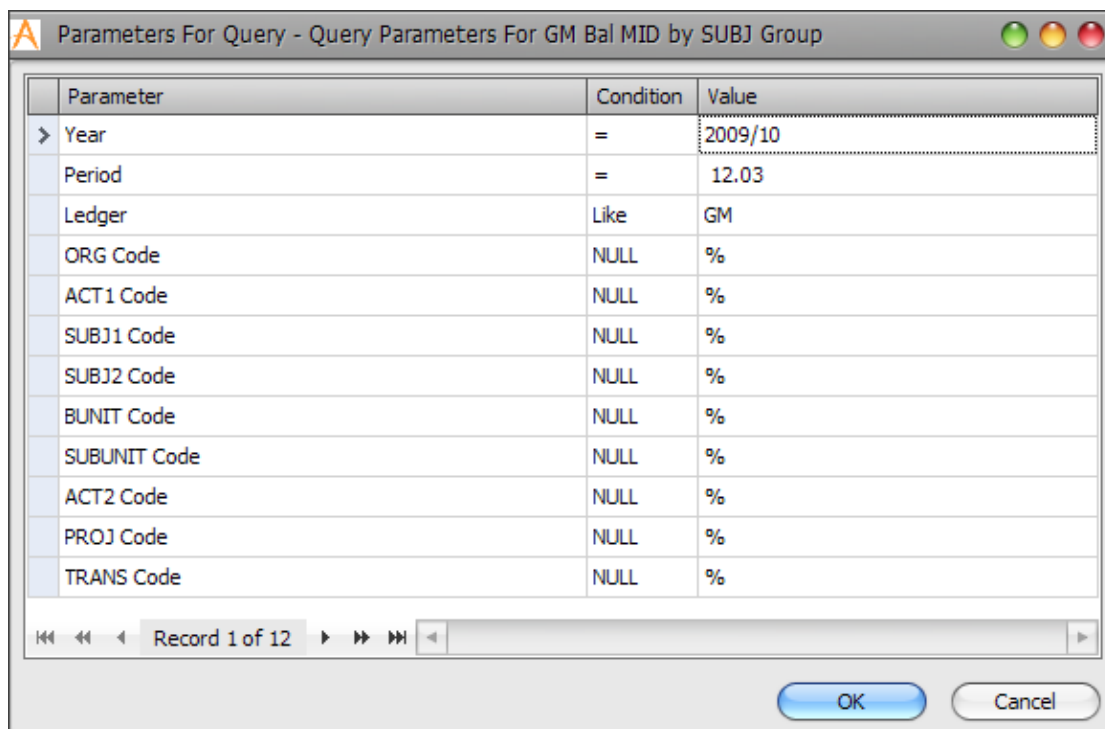 Parameters For Query - Query Parameters For GM Bal MID by SUBJ Group
Parameter Condition Value
Year = 2009/10
Period = 12.03
Ledger Like GM
ORG Code NULL %
ACT1 Code NULL %
SUBJ1 Code NULL %
SUBJ2 Code NULL %
BUNIT Code NULL %
SUBUNIT Code NULL %
ACT2 Code NULL %
PROJ Code NULL %
TRANS Code NULL %
Record 1 of 12
OK Cancel